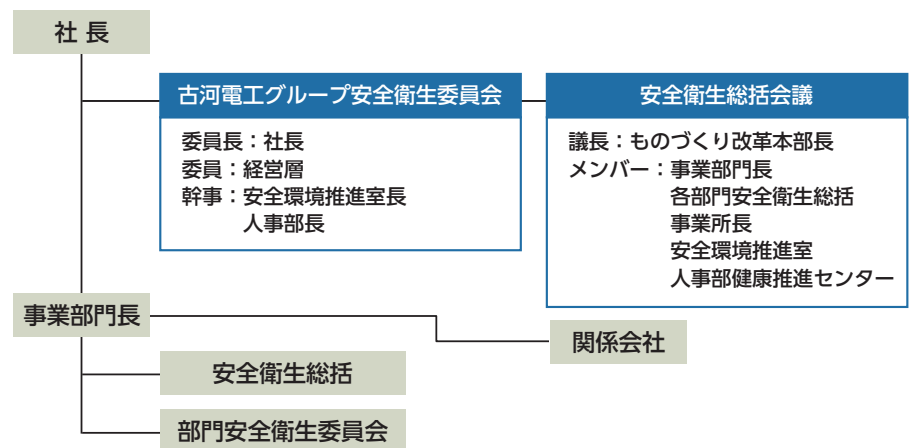 社 長
古河電工グループ安全衛生委員会
委員長：社長
委員：経営層
幹事：安全環境推進室長
人事部長
安全衛生総括会議
議長：ものづくり改革本部長
メンバー：事業部門長
各部門安全衛生総括
事業所長
安全環境推進室
人事部健康推進センター
事業部門長
関係会社
安全衛生総括
部門安全衛生委員会